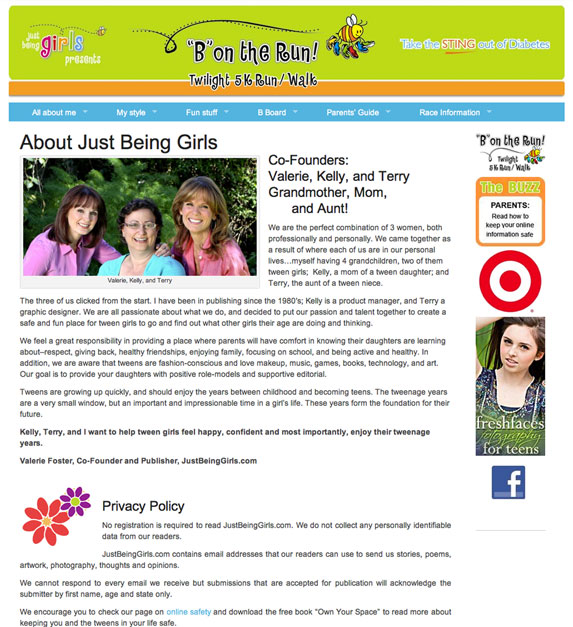 just
being
girls
presents
"B" on the Run!
Twilight 5K Run/Walk
Take the STING out of Diabetes
All about me
My style
Fun stuff
B Board
Parents' Guide
Race Information
About Just Being Girls
Valerie, Kelly, and Terry
Co-Founders:
Valerie, Kelly, and Terry
Grandmother, Mom,
and Aunt!
We are the perfect combination of 3 women, both
professionally and personally. We came together as
a result of where each of us are in our personal
lives…myself having 4 grandchildren, two of them
tween girls; Kelly, a mom of a tween daughter; and
Terry, the aunt of a tween niece.
The three of us clicked from the start. I have been in publishing since the 1980's; Kelly is a product manager, and Terry a
graphic designer. We are all passionate about what we do, and decided to put our passion and talent together to create a
safe and fun place for tween girls to go and find out what other girls their age are doing and thinking.
We feel a great responsibility in providing a place where parents will have comfort in knowing their daughters are learning
about–respect, giving back, healthy friendships, enjoying family, focusing on school, and being active and healthy. In
addition, we are aware that tweens are fashion-conscious and love makeup, music, games, books, technology, and art.
Our goal is to provide your daughters with positive role-models and supportive editorial.
Tweens are growing up quickly, and should enjoy the years between childhood and becoming teens. The tweenage years
are a very small window, but an important and impressionable time in a girl's life. These years form the foundation for their
future.
Kelly, Terry, and I want to help tween girls feel happy, confident and most importantly, enjoy their tweenage
years.
Valerie Foster, Co-Founder and Publisher, JustBeingGirls.com
Privacy Policy
No registration is required to read JustBeingGirls.com. We do not collect any personally identifiable
data from our readers.
JustBeingGirls.com contains email addresses that our readers can use to send us stories, poems,
artwork, photography, thoughts and opinions.
We cannot respond to every email we receive but submissions that are accepted for publication will acknowledge the
submitter by first name, age and state only.
We encourage you to check our page on online safety and download the free book "Own Your Space" to read more about
keeping you and the tweens in your life safe.
"B" on the Run!
Twilight
5K Run/Walk
The BUZZ
PARENTS:
Read how to
keep your online
information safe
freshfaces
fotography
for teens
f